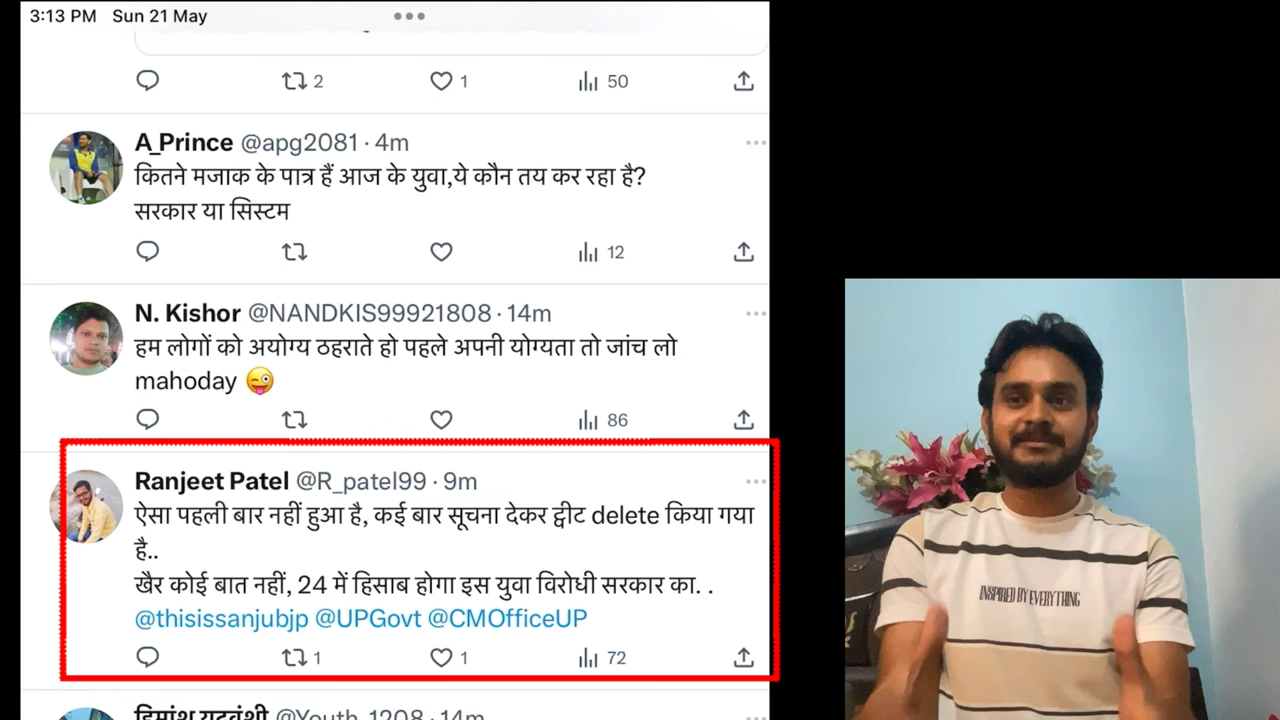 3:13 PM Sun 21 May
2 1 50
A_Prince @apg2081 · 4m
कितने मजाक के पात्र हैं आज के युवा,ये कौन तय कर रहा है?
सरकार या सिस्टम
12
N. Kishor @NANDKIS99921808 · 14m
हम लोगों को अयोग्य ठहराते हो पहले अपनी योग्यता तो जांच लो
mahoday 😜
86
Ranjeet Patel @R_patel99 · 9m
ऐसा पहली बार नहीं हुआ है, कई बार सूचना देकर ट्वीट delete किया गया
है..
खैर कोई बात नहीं, 24 में हिसाब होगा इस युवा विरोधी सरकार का. .
@thisissanjubjp @UPGovt @CMOfficeUP
1 1 72
हिमांशु यदुवंशी @Youth_1208 · 14m
INSPIRED BY EVERYTHING